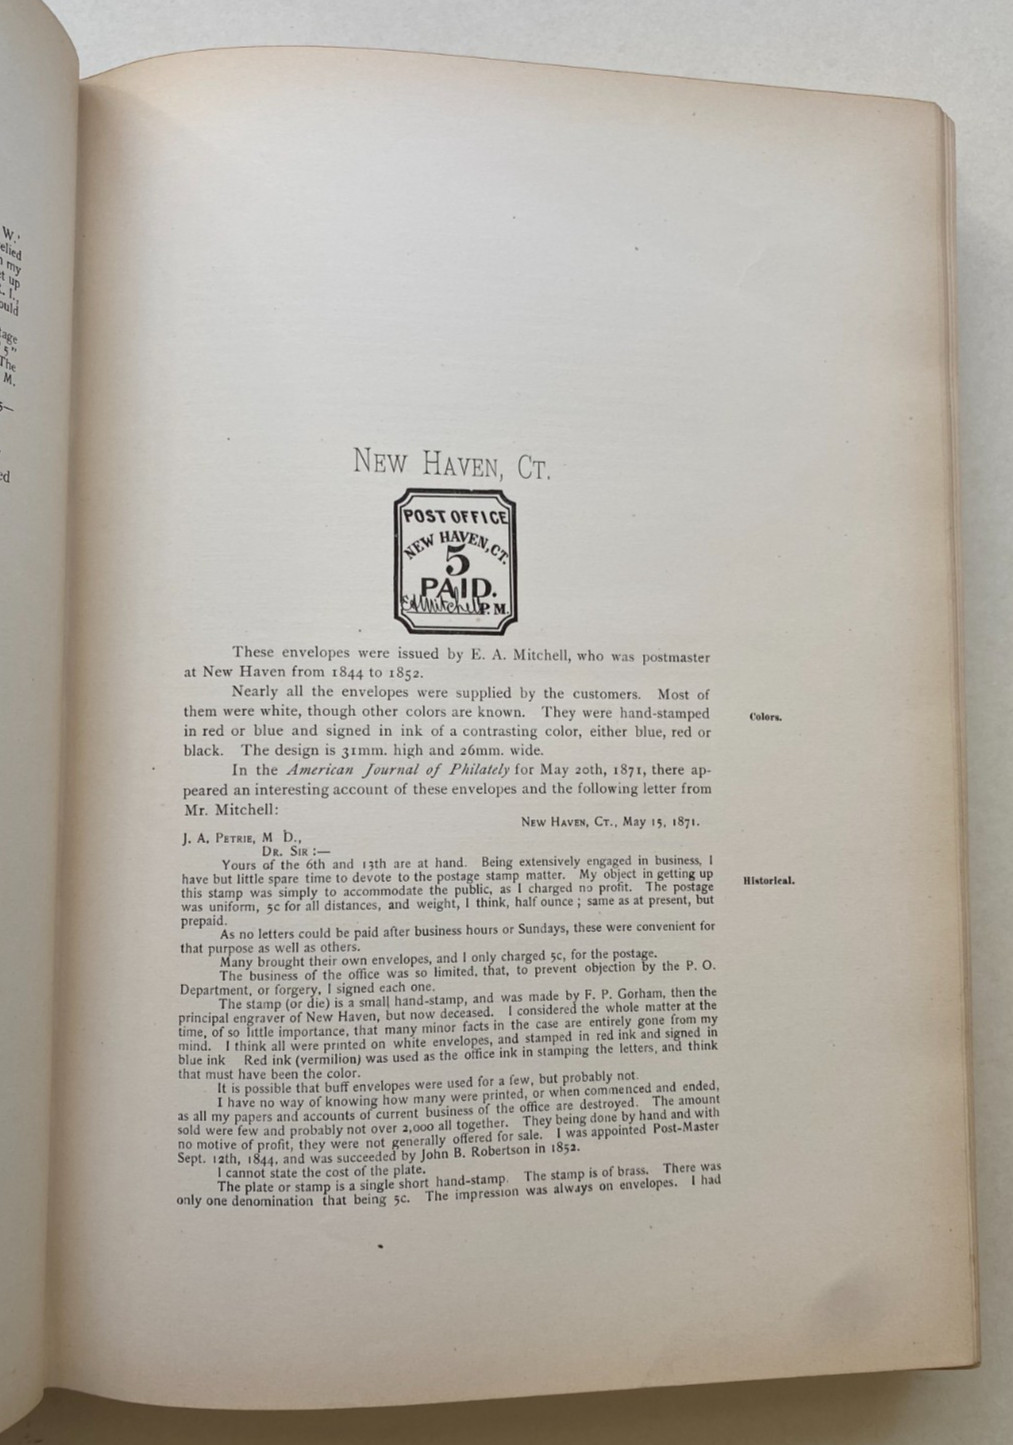 W.'
elied
n my
t up
. I.,
ould
tage
5"
The
M.
5—
ed
NEW HAVEN, CT.
POST OFFICE
NEW HAVEN, CT.
5
PAID.
E A Mitchell P. M.
These envelopes were issued by E. A. Mitchell, who was postmaster
at New Haven from 1844 to 1852.
Nearly all the envelopes were supplied by the customers. Most of
them were white, though other colors are known. They were hand-stamped
in red or blue and signed in ink of a contrasting color, either blue, red or
black. The design is 31mm. high and 26mm. wide.
Colors.
In the American Journal of Philately for May 20th, 1871, there ap-
peared an interesting account of these envelopes and the following letter from
Mr. Mitchell:
NEW HAVEN, CT., May 15, 1871.
J. A. PETRIE, M D.,
DR. SIR :—
Yours of the 6th and 13th are at hand. Being extensively engaged in business, I
have but little spare time to devote to the postage stamp matter. My object in getting up
this stamp was simply to accommodate the public, as I charged no profit. The postage
was uniform, 5c for all distances, and weight, I think, half ounce ; same as at present, but
prepaid.
Historical.
As no letters could be paid after business hours or Sundays, these were convenient for
that purpose as well as others.
Many brought their own envelopes, and I only charged 5c, for the postage.
The business of the office was so limited, that, to prevent objection by the P. O.
Department, or forgery, I signed each one.
The stamp (or die) is a small hand-stamp, and was made by F. P. Gorham, then the
principal engraver of New Haven, but now deceased. I considered the whole matter at the
time, of so little importance, that many minor facts in the case are entirely gone from my
mind. I think all were printed on white envelopes, and stamped in red ink and signed in
blue ink Red ink (vermilion) was used as the office ink in stamping the letters, and think
that must have been the color.
It is possible that buff envelopes were used for a few, but probably not.
I have no way of knowing how many were printed, or when commenced and ended,
as all my papers and accounts of current business of the office are destroyed. The amount
sold were few and probably not over 2,000 all together. They being done by hand and with
no motive of profit, they were not generally offered for sale. I was appointed Post-Master
Sept. 12th, 1844, and was succeeded by John B. Robertson in 1852.
I cannot state the cost of the plate.
The plate or stamp is a single short hand-stamp. The stamp is of brass. There was
only one denomination that being 5c. The impression was always on envelopes. I had